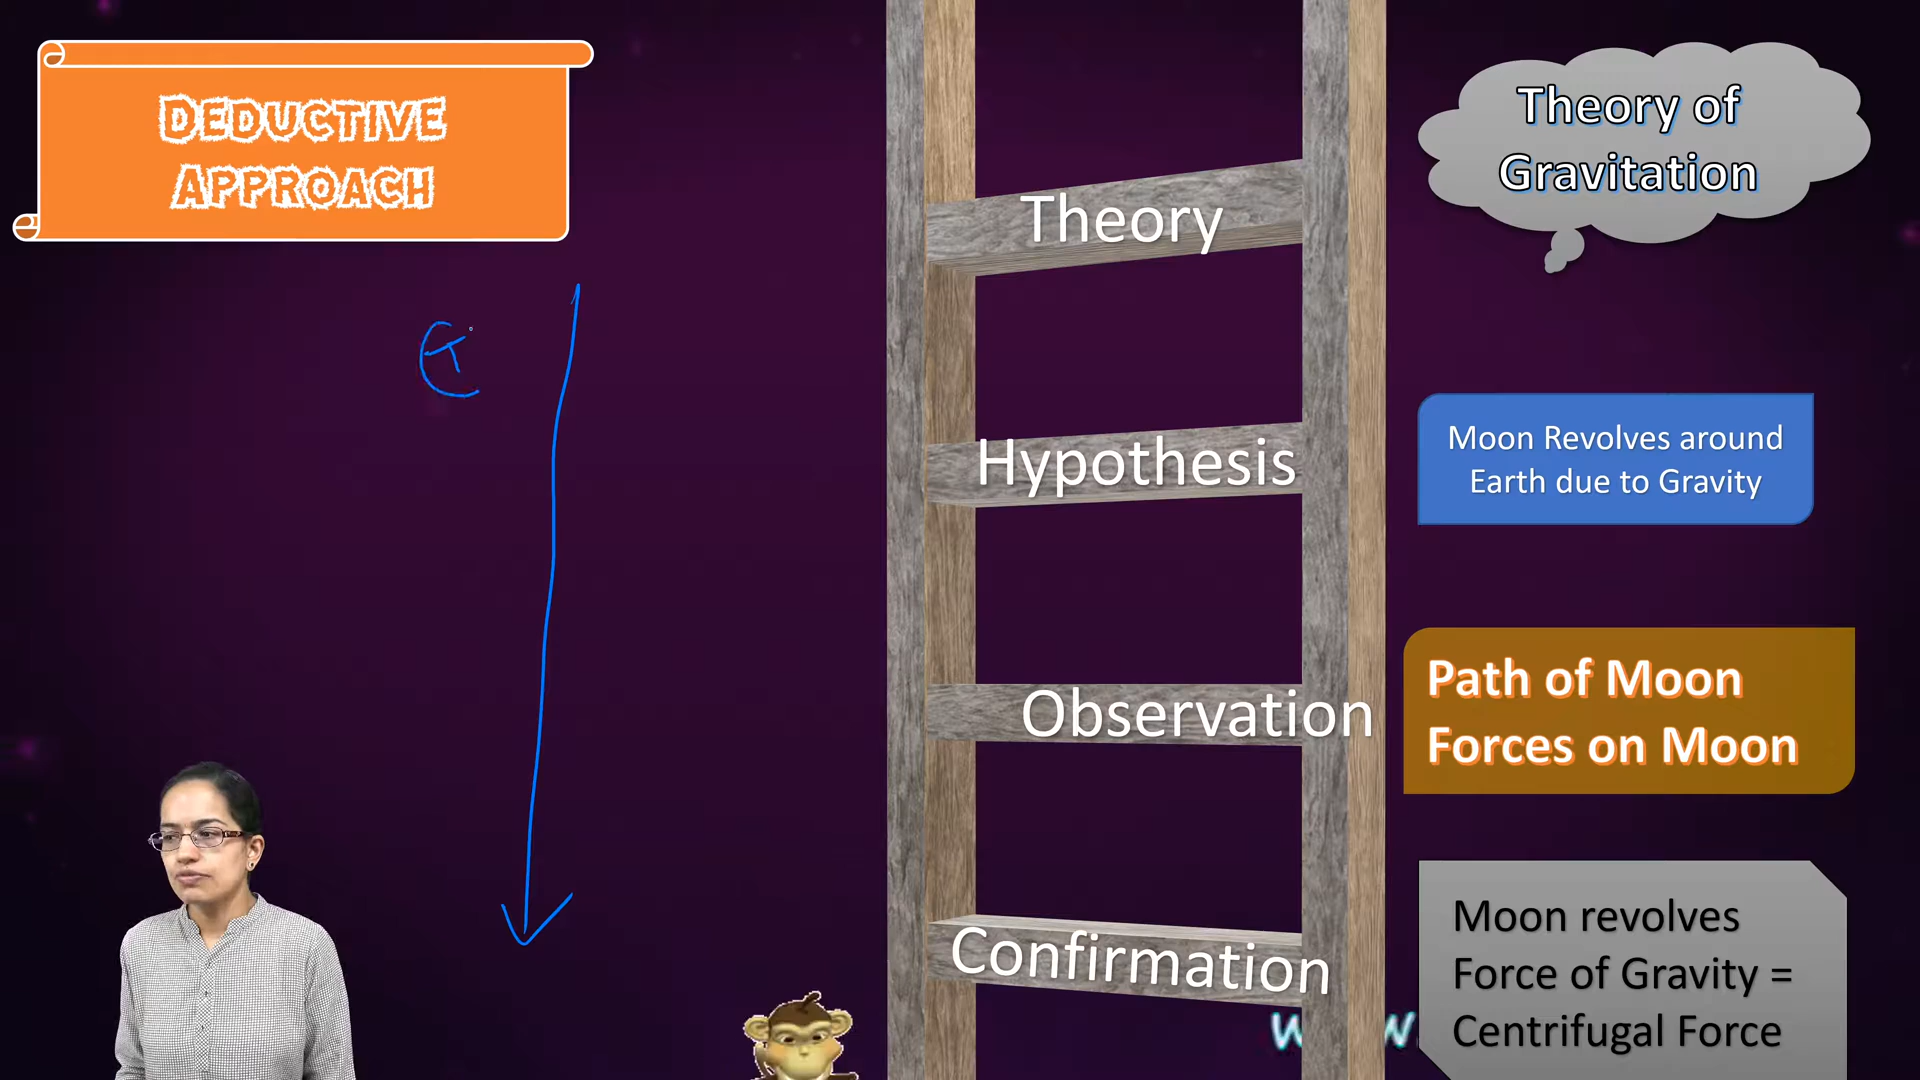 DEDUCTIVE
APPROACH
Theory of
Gravitation
Theory
T
Hypothesis
Moon Revolves around
Earth due to Gravity
Observation
Path of Moon
Forces on Moon
Confirmation
Moon revolves
Force of Gravity =
Centrifugal Force